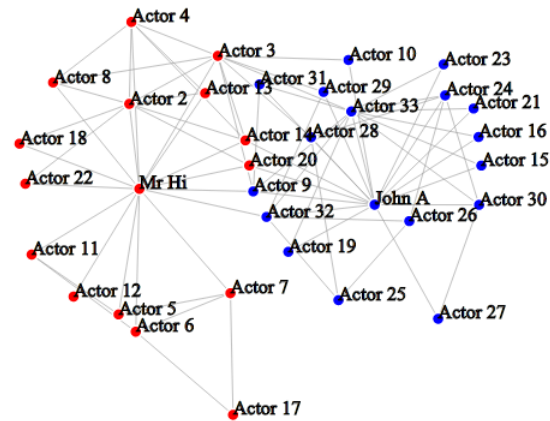 Actor 4
Actor 3
Actor 10
Actor 23
Actor 8
Actor 13
Actor 31
Actor 29
Actor 24
Actor 2
Actor 33
Actor 21
Actor 18
Actor 14
Actor 28
Actor 16
Actor 20
Actor 15
Actor 22
Mr Hi
Actor 9
John A
Actor 30
Actor 32
Actor 26
Actor 11
Actor 19
Actor 12
Actor 5
Actor 7
Actor 25
Actor 6
Actor 27
Actor 17